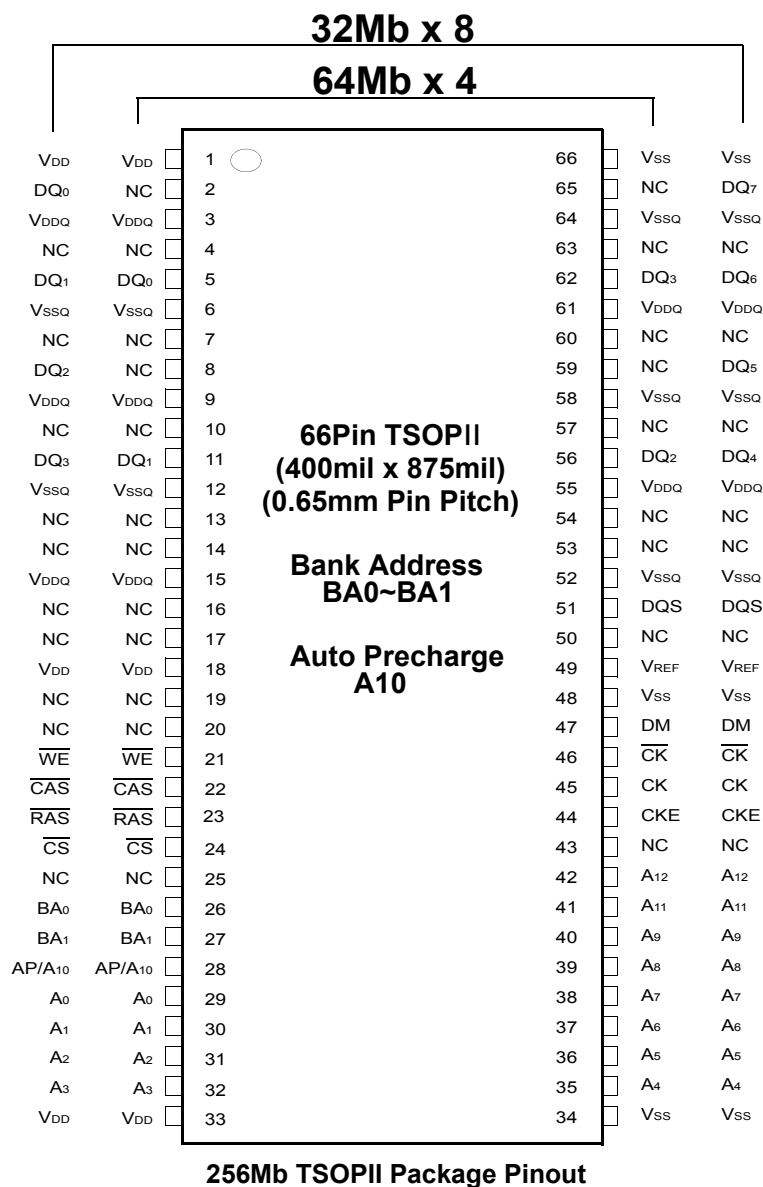 32Mb x 8
64Mb x 4
VDD VDD 1 66 VSS VSS
DQ0 NC 2 65 NC DQ7
VDDQ VDDQ 3 64 VSSQ VSSQ
NC NC 4 63 NC NC
DQ1 DQ0 5 62 DQ3 DQ6
VSSQ VSSQ 6 61 VDDQ VDDQ
NC NC 7 60 NC NC
DQ2 NC 8 59 NC DQ5
VDDQ VDDQ 9 58 VSSQ VSSQ
NC NC 10 57 NC NC
66Pin TSOPII
DQ3 DQ1 11 56 DQ2 DQ4
(400mil x 875mil)
VSSQ VSSQ 12 55 VDDQ VDDQ
(0.65mm Pin Pitch)
NC NC 13 54 NC NC
NC NC 14 53 NC NC
Bank Address
VDDQ VDDQ 15 52 VSSQ VSSQ
BA0~BA1
NC NC 16 51 DQS DQS
NC NC 17 50 NC NC
Auto Precharge
VDD VDD 18 49 VREF VREF
A10
NC NC 19 48 VSS VSS
NC NC 20 47 DM DM
W̅E̅ W̅E̅ 21 46 C̅K̅ C̅K̅
C̅A̅S̅ C̅A̅S̅ 22 45 CK CK
R̅A̅S̅ R̅A̅S̅ 23 44 CKE CKE
C̅S̅ C̅S̅ 24 43 NC NC
NC NC 25 42 A12 A12
BA0 BA0 26 41 A11 A11
BA1 BA1 27 40 A9 A9
AP/A10 AP/A10 28 39 A8 A8
A0 A0 29 38 A7 A7
A1 A1 30 37 A6 A6
A2 A2 31 36 A5 A5
A3 A3 32 35 A4 A4
VDD VDD 33 34 VSS VSS
256Mb TSOPII Package Pinout